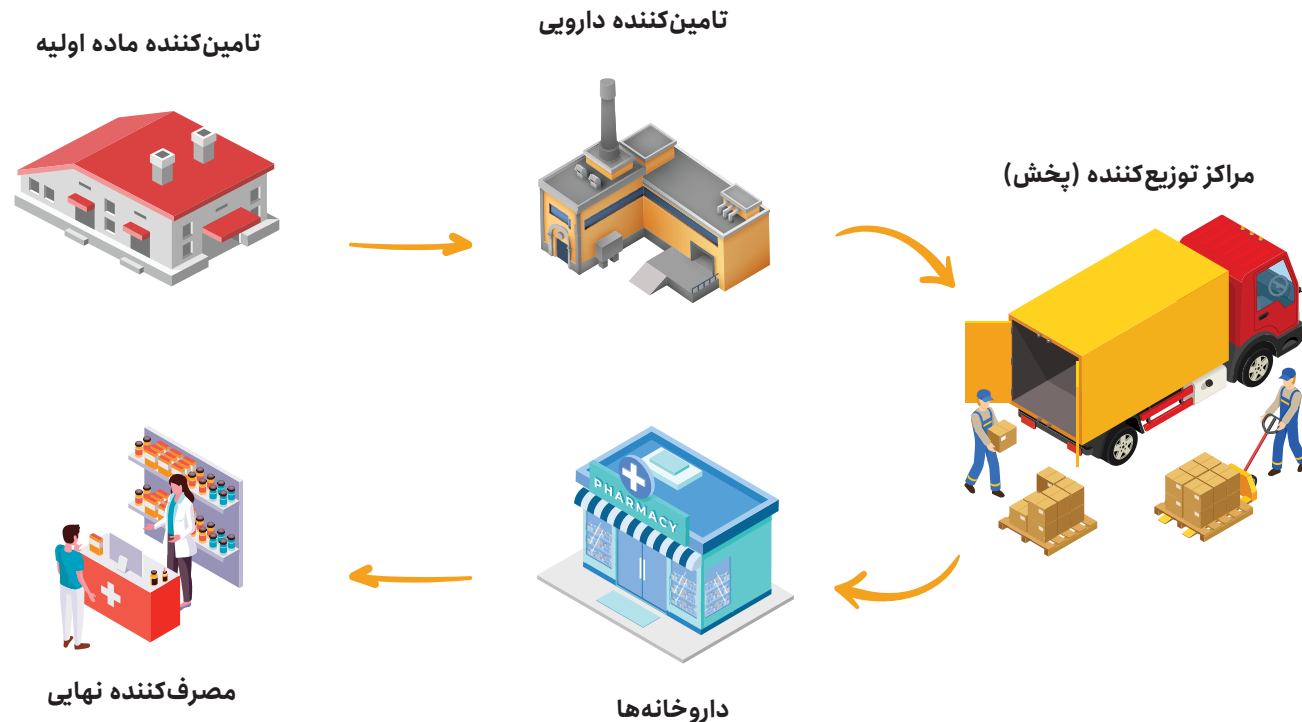 تامین‌کننده ماده اولیه
تامین‌کننده دارویی
مراکز توزیع‌کننده (پخش)
PHARMACY
داروخانه‌ها
مصرف‌کننده نهایی